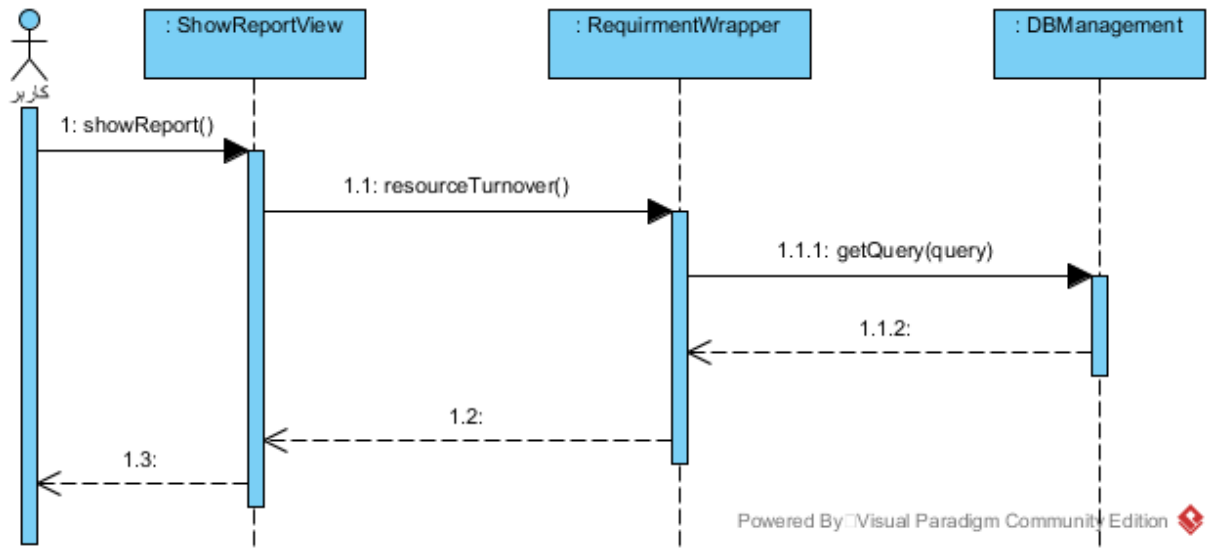 : ShowReportView
: RequirmentWrapper
: DBManagement
کاربر
1: showReport()
1.1: resourceTurnover()
1.1.1: getQuery(query)
1.1.2:
1.2:
1.3:
Powered By□Visual Paradigm Community Edition